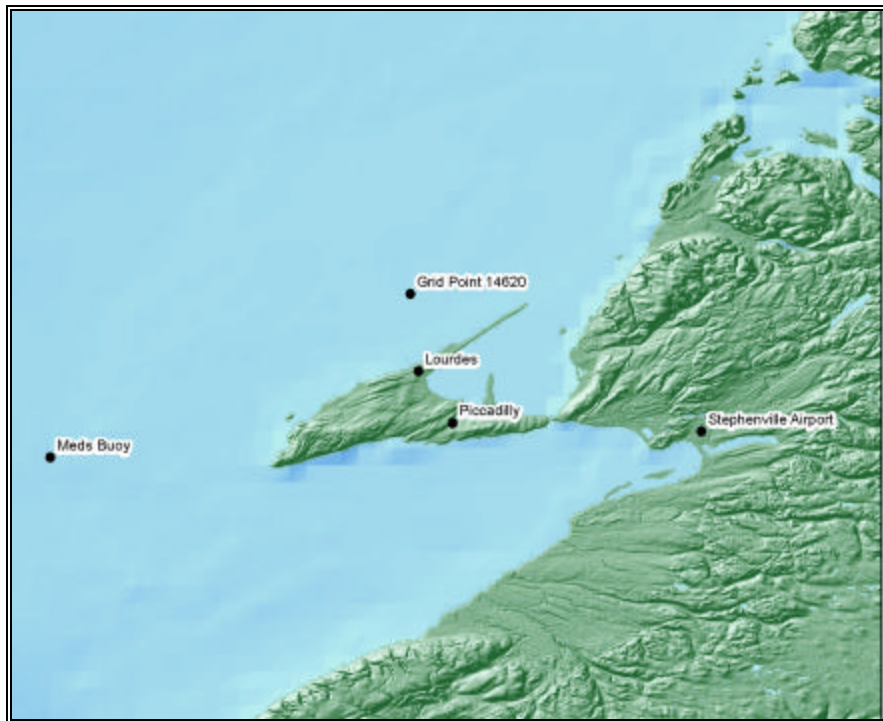 Grid Point 14620
Lourdes
Piccadilly
Stephenville Airport
Meds Buoy